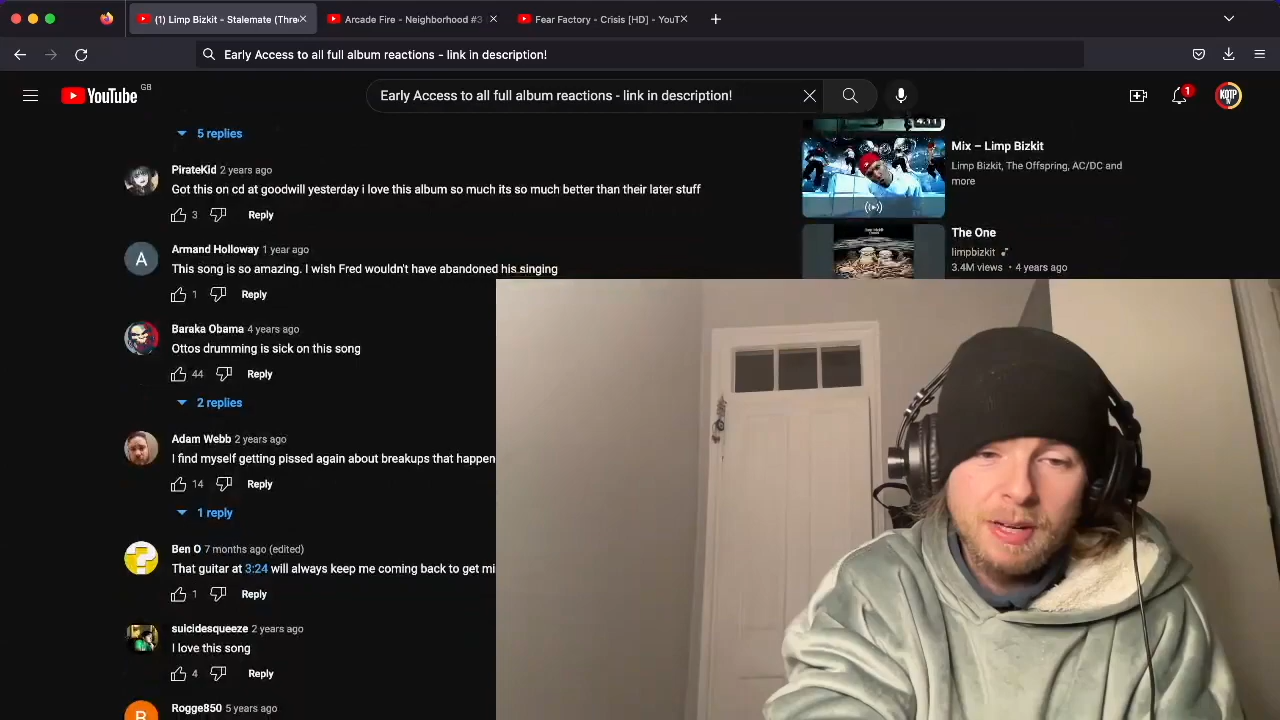 (1) Limp Bizkit - Stalemate (Thre
Arcade Fire - Neighborhood #3
Fear Factory - Crisis [HD] - YouT
Early Access to all full album reactions - link in description!
YouTube GB
Early Access to all full album reactions - link in description!
1
5 replies
4:11
Mix – Limp Bizkit
Limp Bizkit, The Offspring, AC/DC and
more
PirateKid 2 years ago
Got this on cd at goodwill yesterday i love this album so much its so much better than their later stuff
3 Reply
The One
limpbizkit
3.4M views • 4 years ago
A
Armand Holloway 1 year ago
This song is so amazing. I wish Fred wouldn't have abandoned his singing
1 Reply
Baraka Obama 4 years ago
Ottos drumming is sick on this song
44 Reply
2 replies
Adam Webb 2 years ago
I find myself getting pissed again about breakups that happen
14 Reply
1 reply
Ben O 7 months ago (edited)
That guitar at 3:24 will always keep me coming back to get mi
1 Reply
suicidesqueeze 2 years ago
I love this song
4 Reply
R
Rogge850 5 years ago